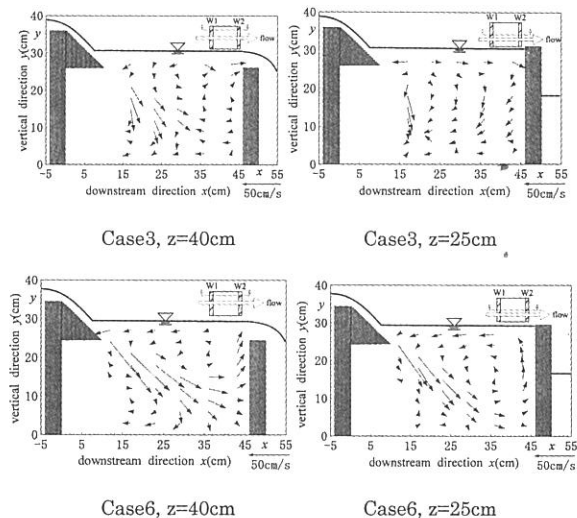 40
y
30
20
10
0
vertical direction y(cm)
W1 W2
flow
-5 5 15 25 35 45 x 55
downstream direction x(cm) 50cm/s
Case3, z=40cm
40
y
30
20
10
0
vertical direction y(cm)
W1 W2
flow
-5 5 15 25 35 45 x 55
downstream direction x(cm) 50cm/s
Case3, z=25cm
40
y
30
20
10
0
vertical direction y(cm)
W1 W2
flow
-5 5 15 25 35 45 x 55
downstream direction x(cm) 50cm/s
Case6, z=40cm
40
y
30
20
10
0
vertical direction y(cm)
W1 W2
flow
-5 5 15 25 35 45 x 55
downstream direction x(cm) 50cm/s
Case6, z=25cm